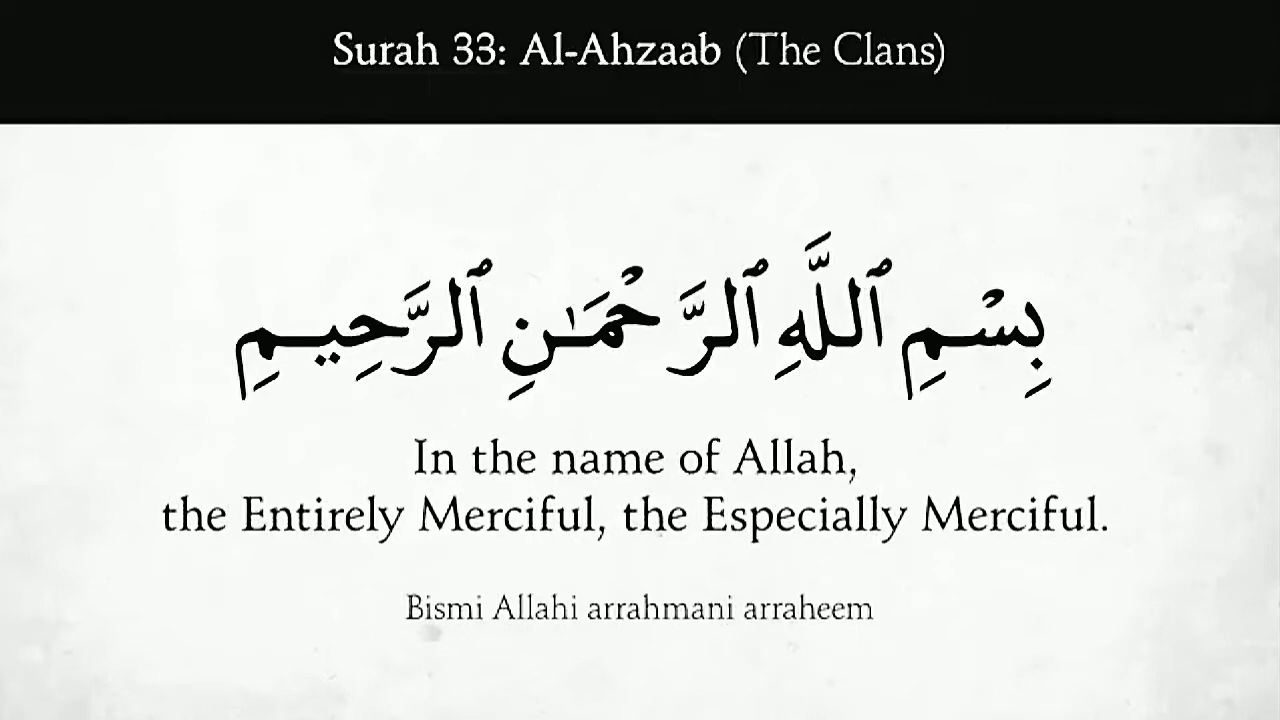 Surah 33: Al-Ahzaab (The Clans)
بِسْمِ ٱللَّهِ ٱلرَّحْمَـٰنِ ٱلرَّحِيمِ
In the name of Allah,
the Entirely Merciful, the Especially Merciful.
Bismi Allahi arrahmani arraheem